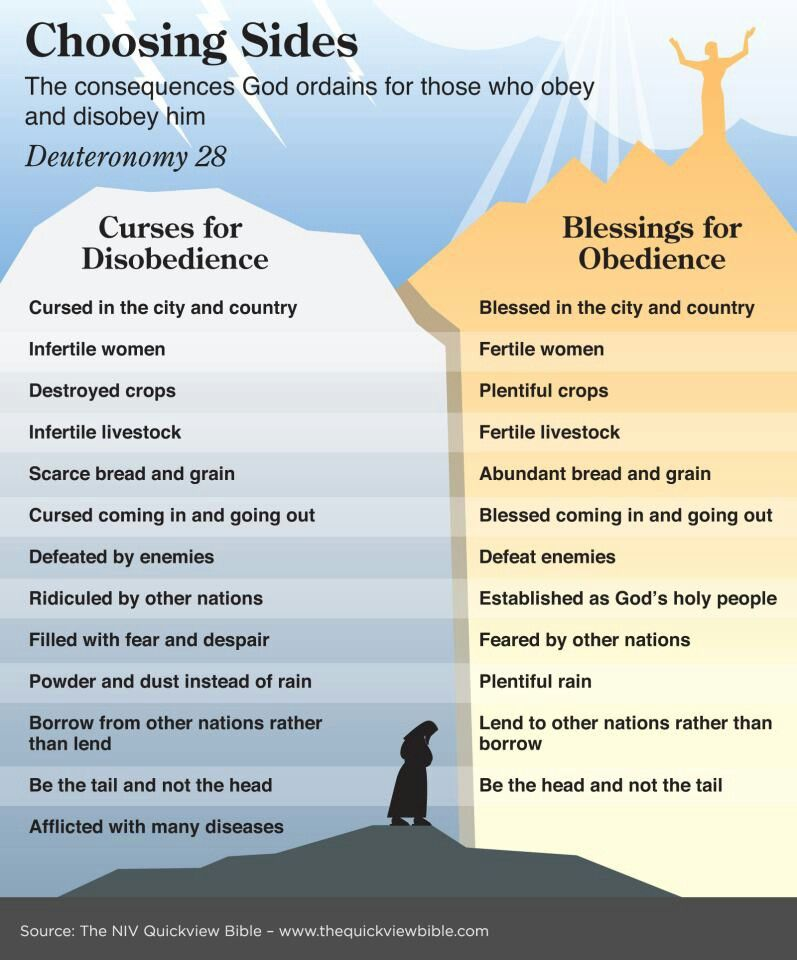 Choosing Sides
The consequences God ordains for those who obey
and disobey him
Deuteronomy 28
Curses for
Disobedience
Cursed in the city and country
Infertile women
Destroyed crops
Infertile livestock
Scarce bread and grain
Cursed coming in and going out
Defeated by enemies
Ridiculed by other nations
Filled with fear and despair
Powder and dust instead of rain
Borrow from other nations rather
than lend
Be the tail and not the head
Afflicted with many diseases
Blessings for
Obedience
Blessed in the city and country
Fertile women
Plentiful crops
Fertile livestock
Abundant bread and grain
Blessed coming in and going out
Defeat enemies
Established as God’s holy people
Feared by other nations
Plentiful rain
Lend to other nations rather than
borrow
Be the head and not the tail
Source: The NIV Quickview Bible – www.thequickviewbible.com